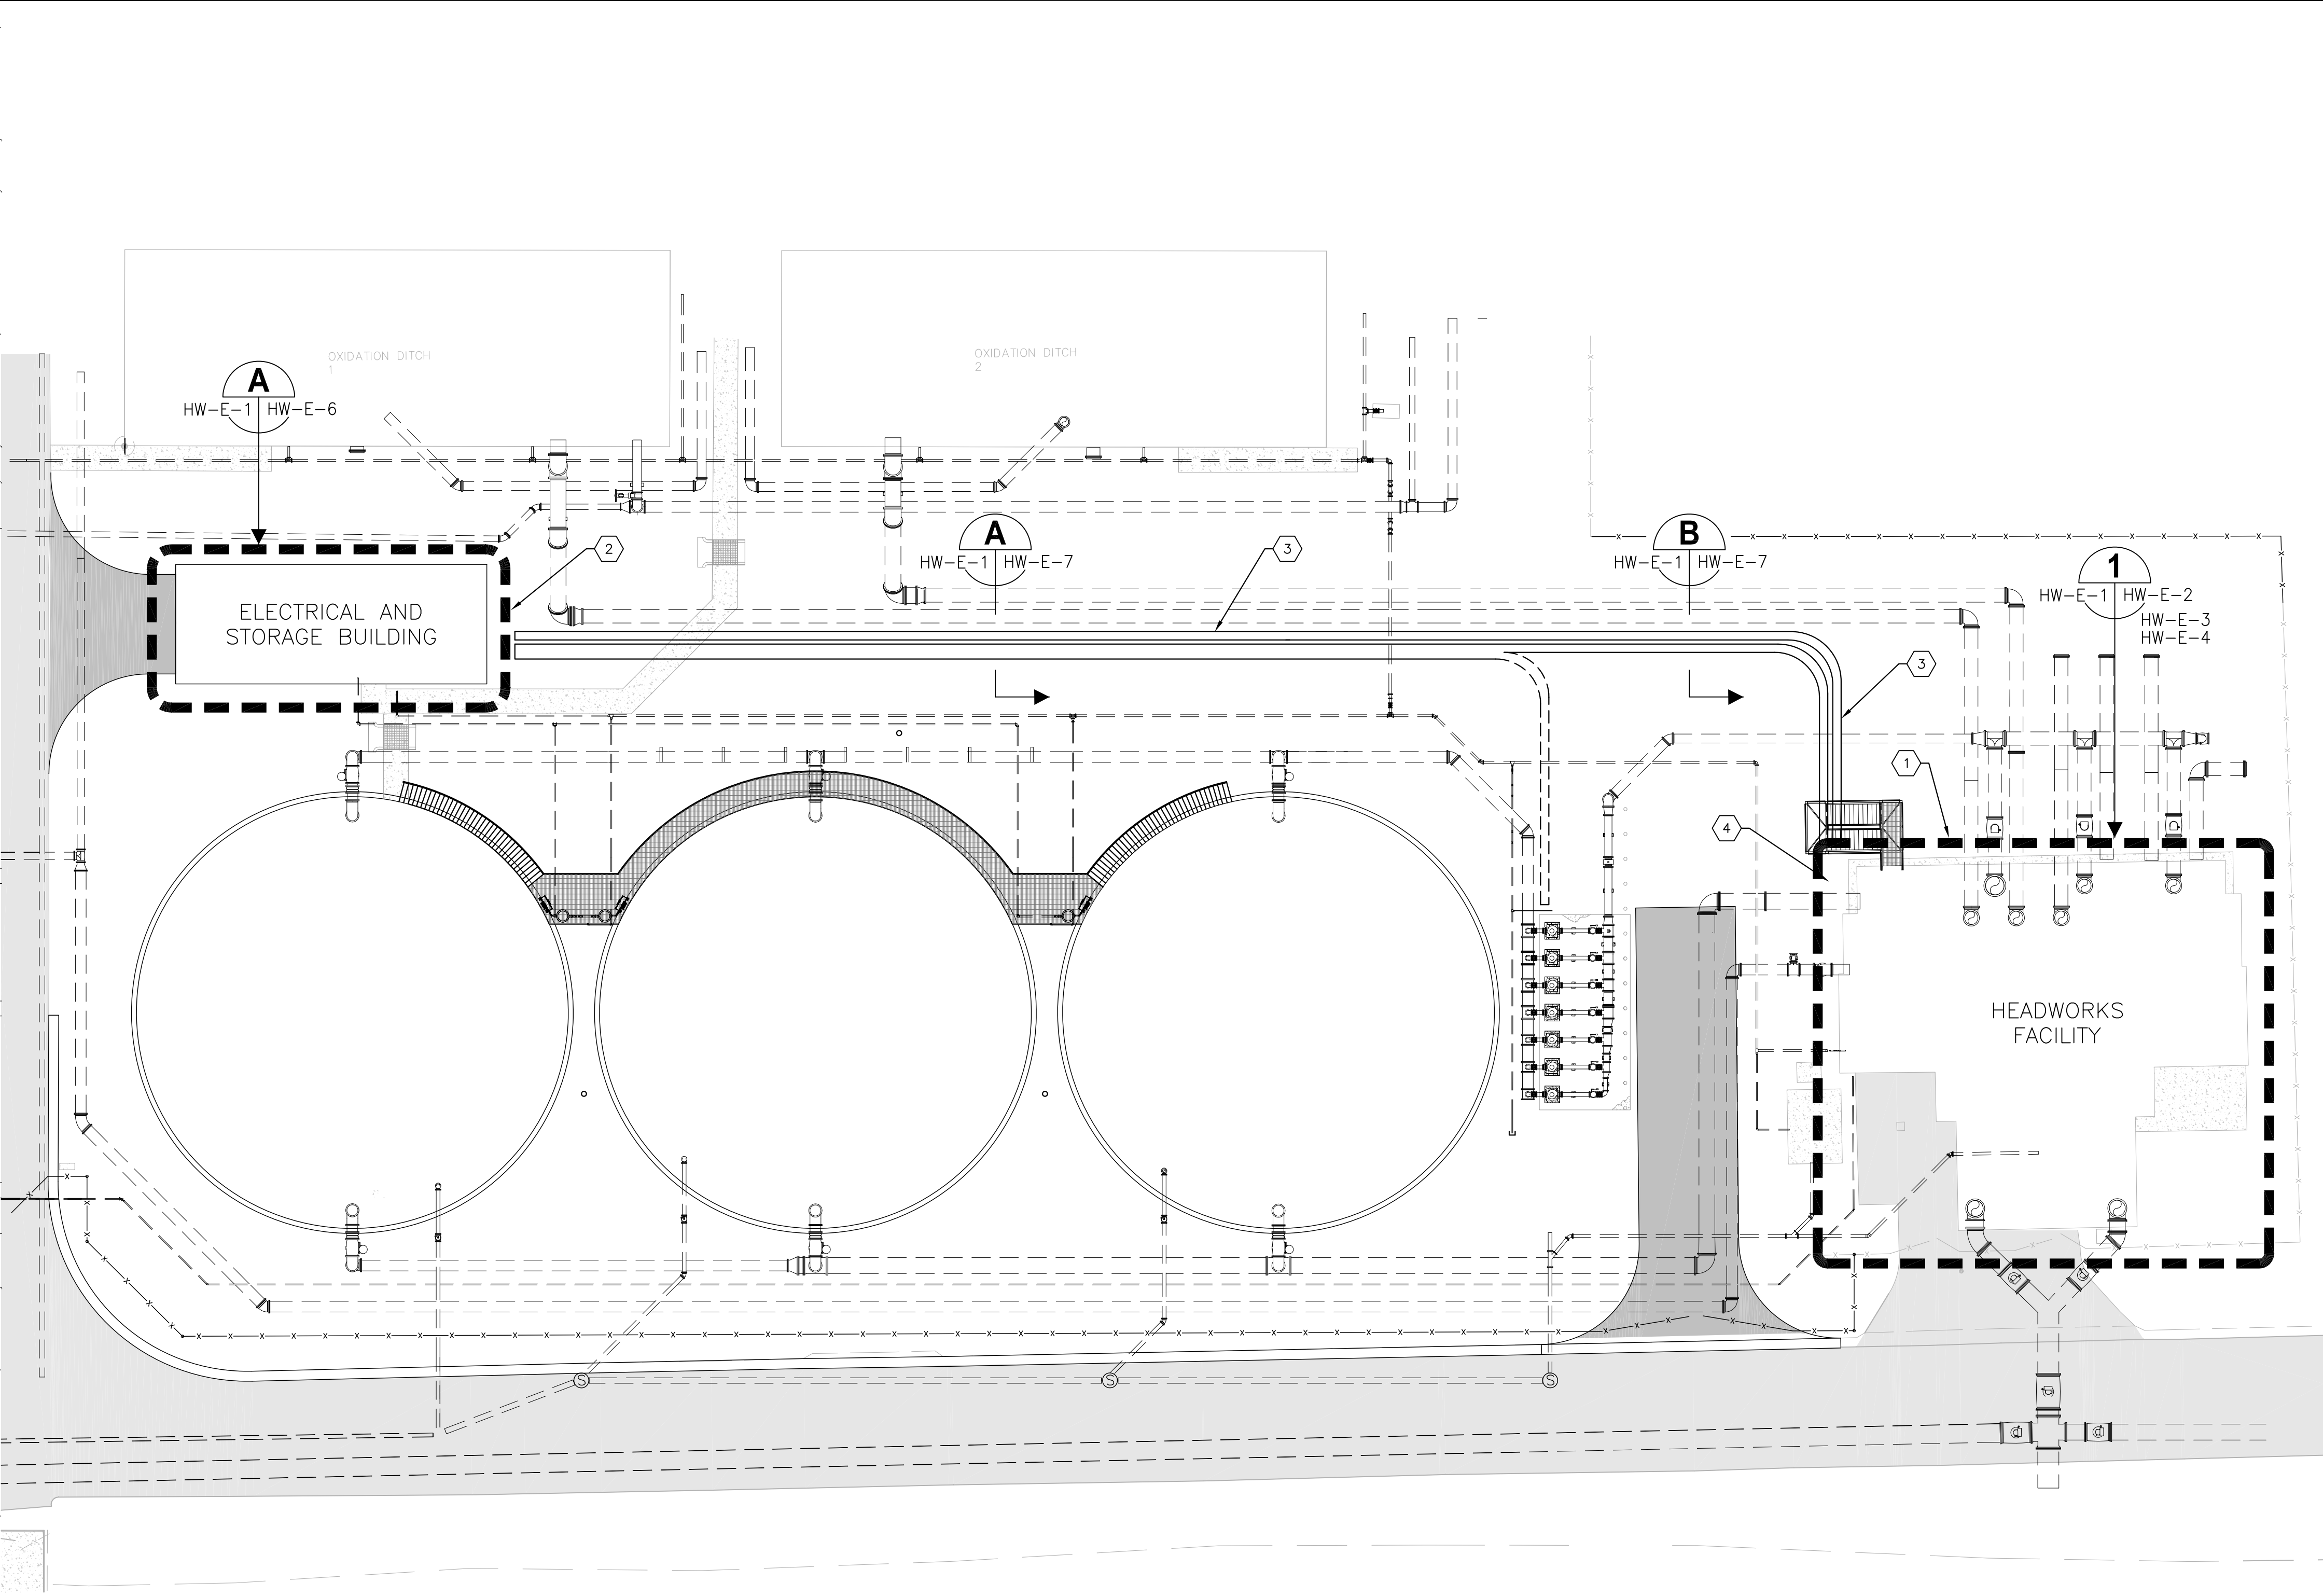 OXIDATION DITCH
1
OXIDATION DITCH
2
A
HW-E-1 HW-E-6
A
HW-E-1 HW-E-7
B
HW-E-1 HW-E-7
1
HW-E-1 HW-E-2
HW-E-3
HW-E-4
2
3
ELECTRICAL AND
STORAGE BUILDING
3
1
4
HEADWORKS
FACILITY
S
S
S